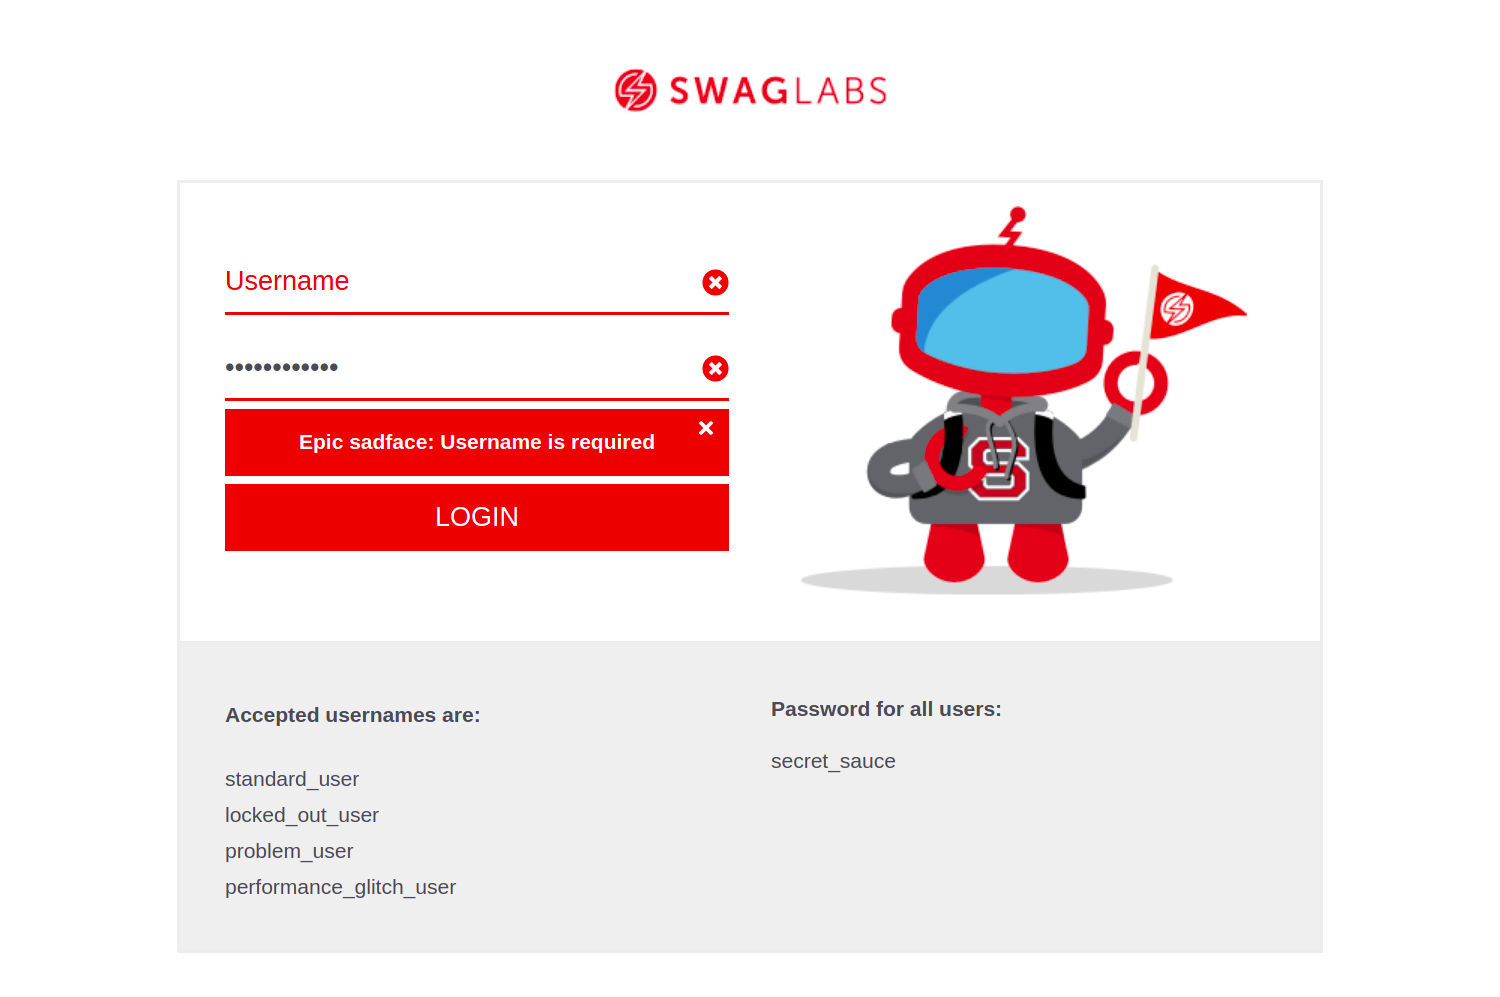 SWAGLABS
Username
••••••••••••
Epic sadface: Username is required
LOGIN
S
Accepted usernames are:
standard_user
locked_out_user
problem_user
performance_glitch_user
Password for all users:
secret_sauce